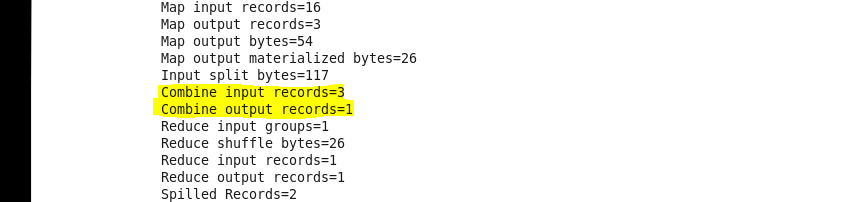 Map input records=16
Map output records=3
Map output bytes=54
Map output materialized bytes=26
Input split bytes=117
Combine input records=3
Combine output records=1
Reduce input groups=1
Reduce shuffle bytes=26
Reduce input records=1
Reduce output records=1
Spilled Records=2